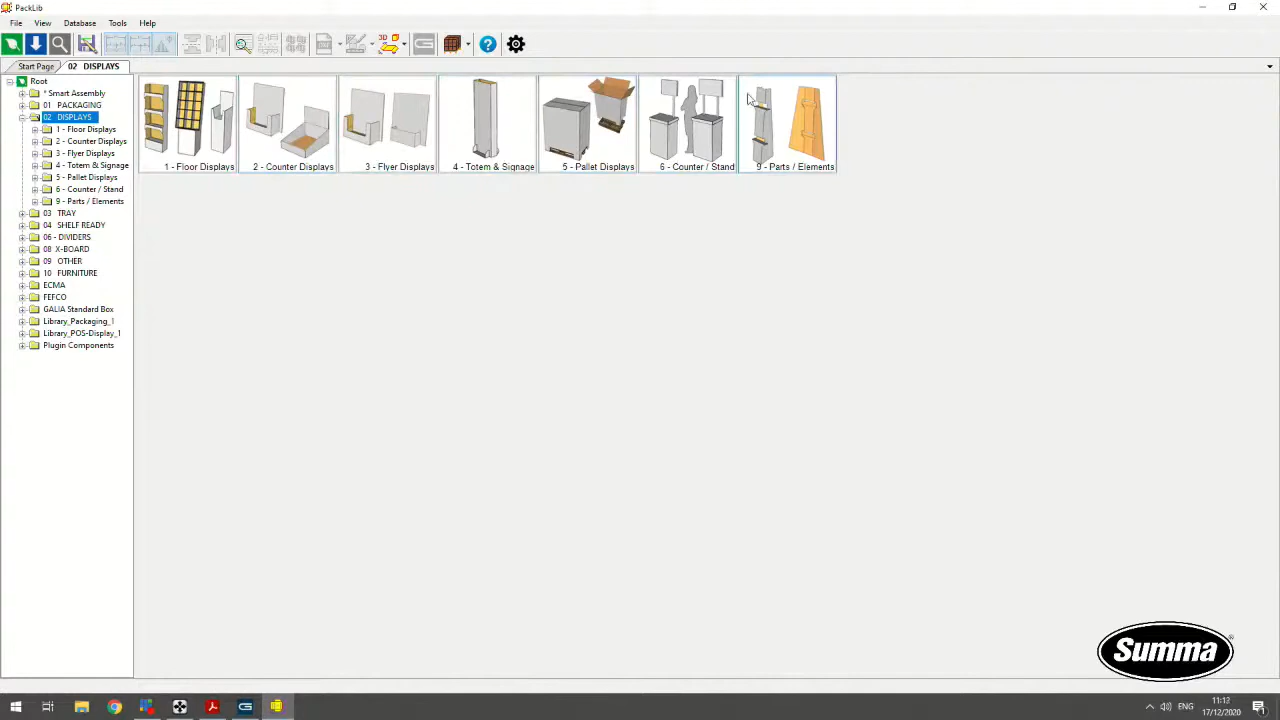 PackLib
File View Database Tools Help
Start Page 02 DISPLAYS
Root
* Smart Assembly
01 PACKAGING
02 DISPLAYS
1 - Floor Displays
2 - Counter Displays
3 - Flyer Displays
4 - Totem & Signage
5 - Pallet Displays
6 - Counter / Stand
9 - Parts / Elements
03 TRAY
04 SHELF READY
06 - DIVIDERS
08 X-BOARD
09 OTHER
10 FURNITURE
ECMA
FEFCO
GALIA Standard Box
Library_Packaging_1
Library_POS-Display_1
Plugin Components
1 - Floor Displays 2 - Counter Displays 3 - Flyer Displays 4 - Totem & Signage 5 - Pallet Displays 6 - Counter / Stand 9 - Parts / Elements
3D
Summa®
ENG
11:12
17/12/2020